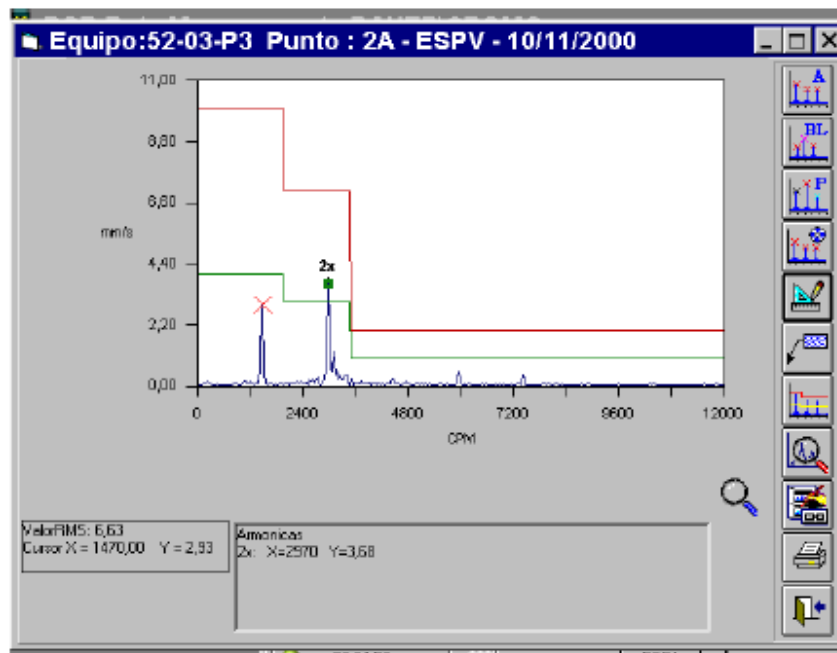 Equipo:52-03-P3 Punto : 2A - ESPV - 10/11/2000
A
11,00
BL
8,80
P
6,60
mm/s
2x
4,40
2,20
0,00
0 2400 4800 7200 9600 12000
CPM
ValorRMS: 6,63
Cursor X = 1470,00 Y = 2,93
Armonicas
2x: X=2970 Y=3,68